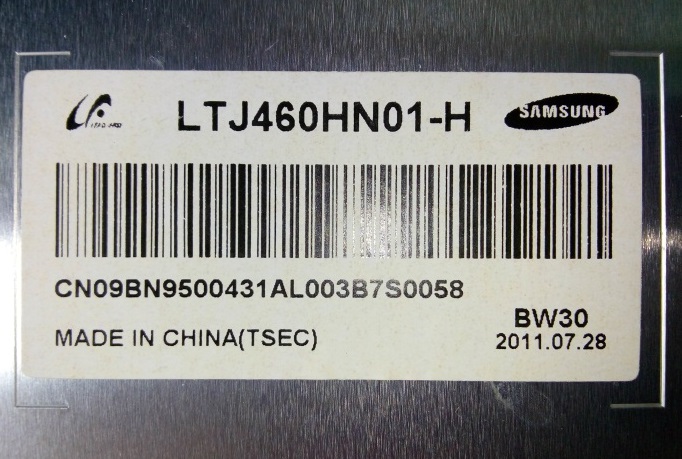 LTJ460HN01-H
SAMSUNG
CN09BN9500431AL003B7S0058
BW30
MADE IN CHINA(TSEC)
2011.07.28